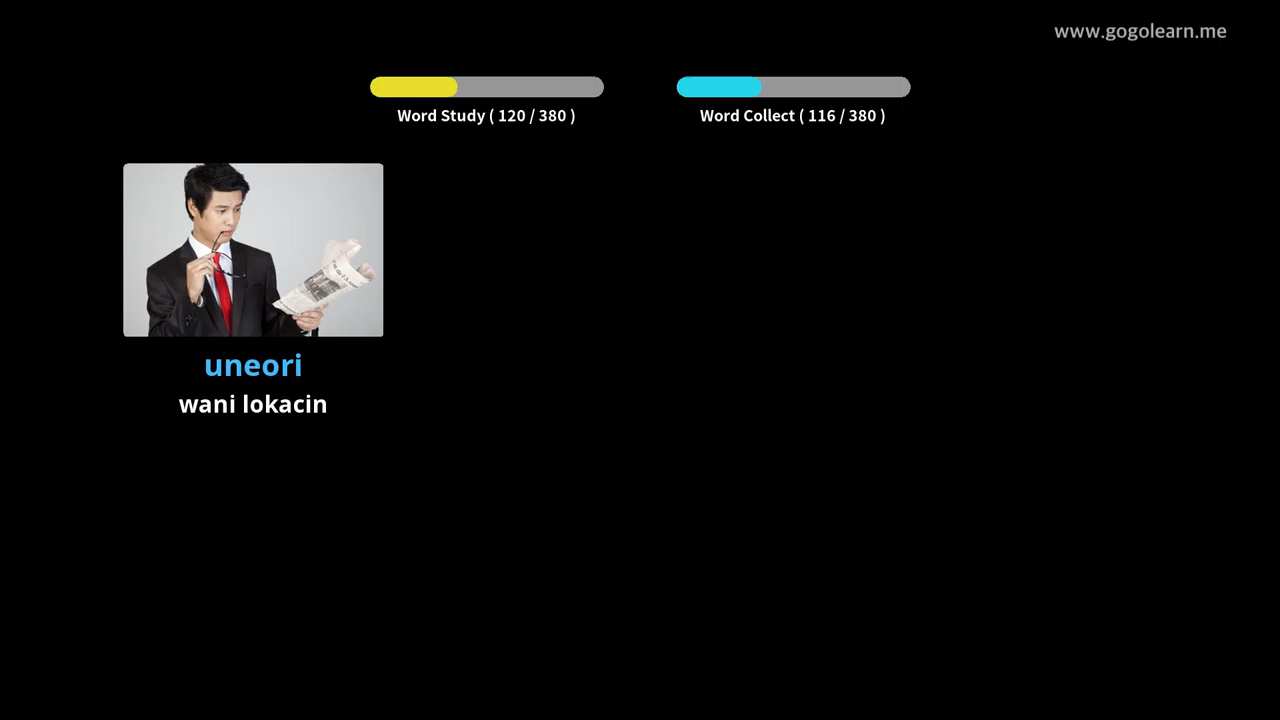 www.gogolearn.me
Word Study ( 120 / 380 )
Word Collect ( 116 / 380 )
uneori
wani lokacin